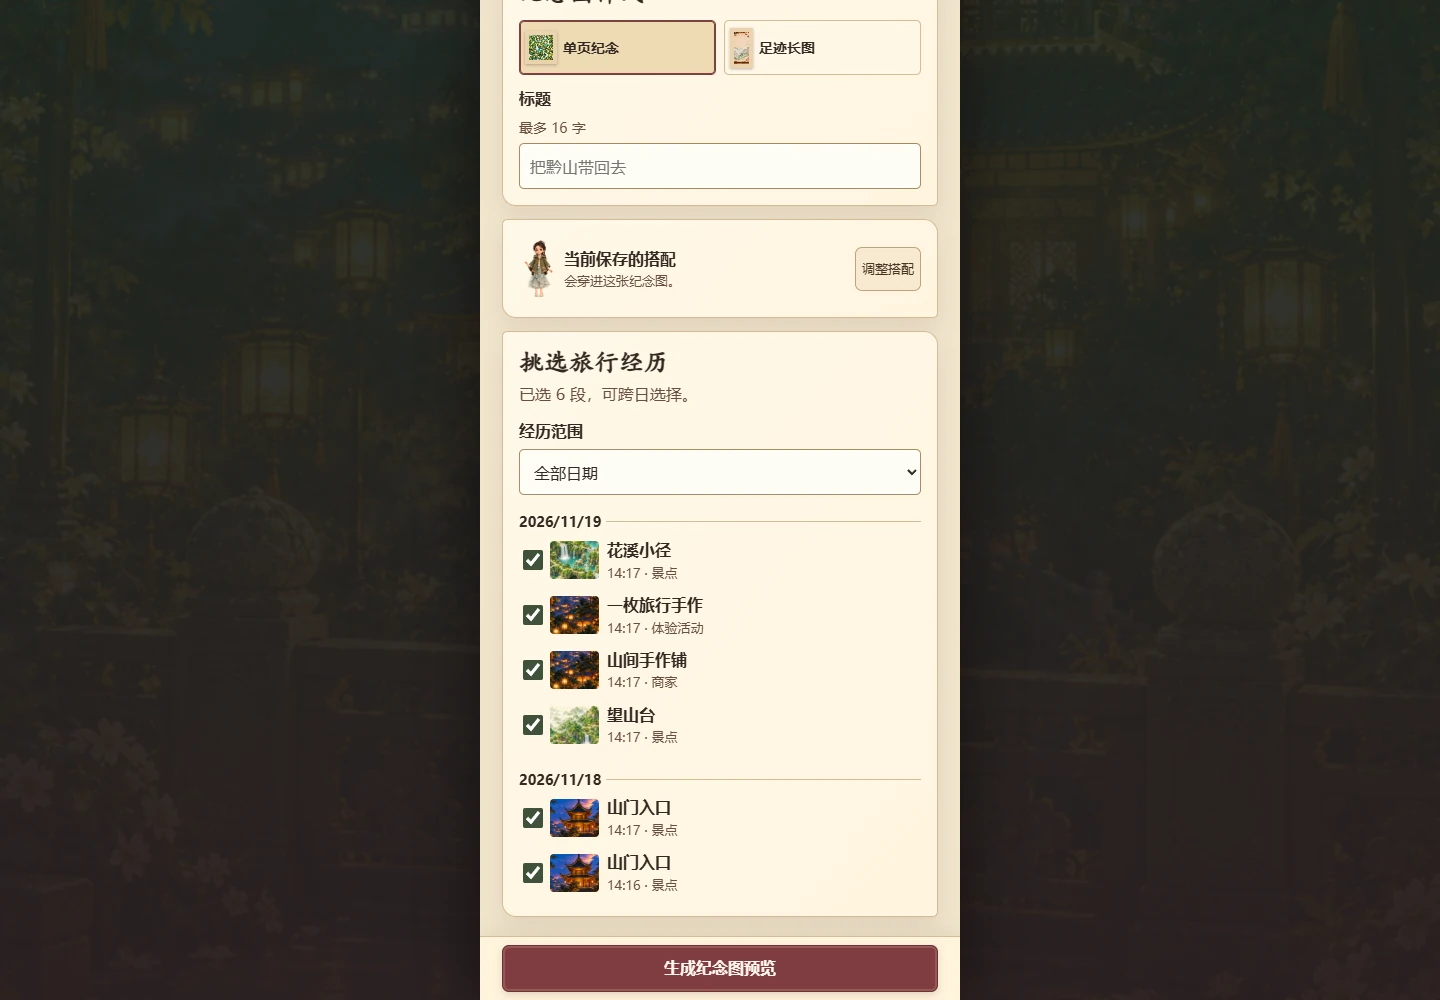 单页纪念
足迹长图
标题
最多 16 字
把黔山带回去
当前保存的搭配
会穿进这张纪念图。
调整搭配
挑选旅行经历
已选 6 段，可跨日选择。
经历范围
全部日期
2026/11/19
花溪小径
14:17 · 景点
一枚旅行手作
14:17 · 体验活动
山间手作铺
14:17 · 商家
望山台
14:17 · 景点
2026/11/18
山门入口
14:17 · 景点
山门入口
14:16 · 景点
生成纪念图预览